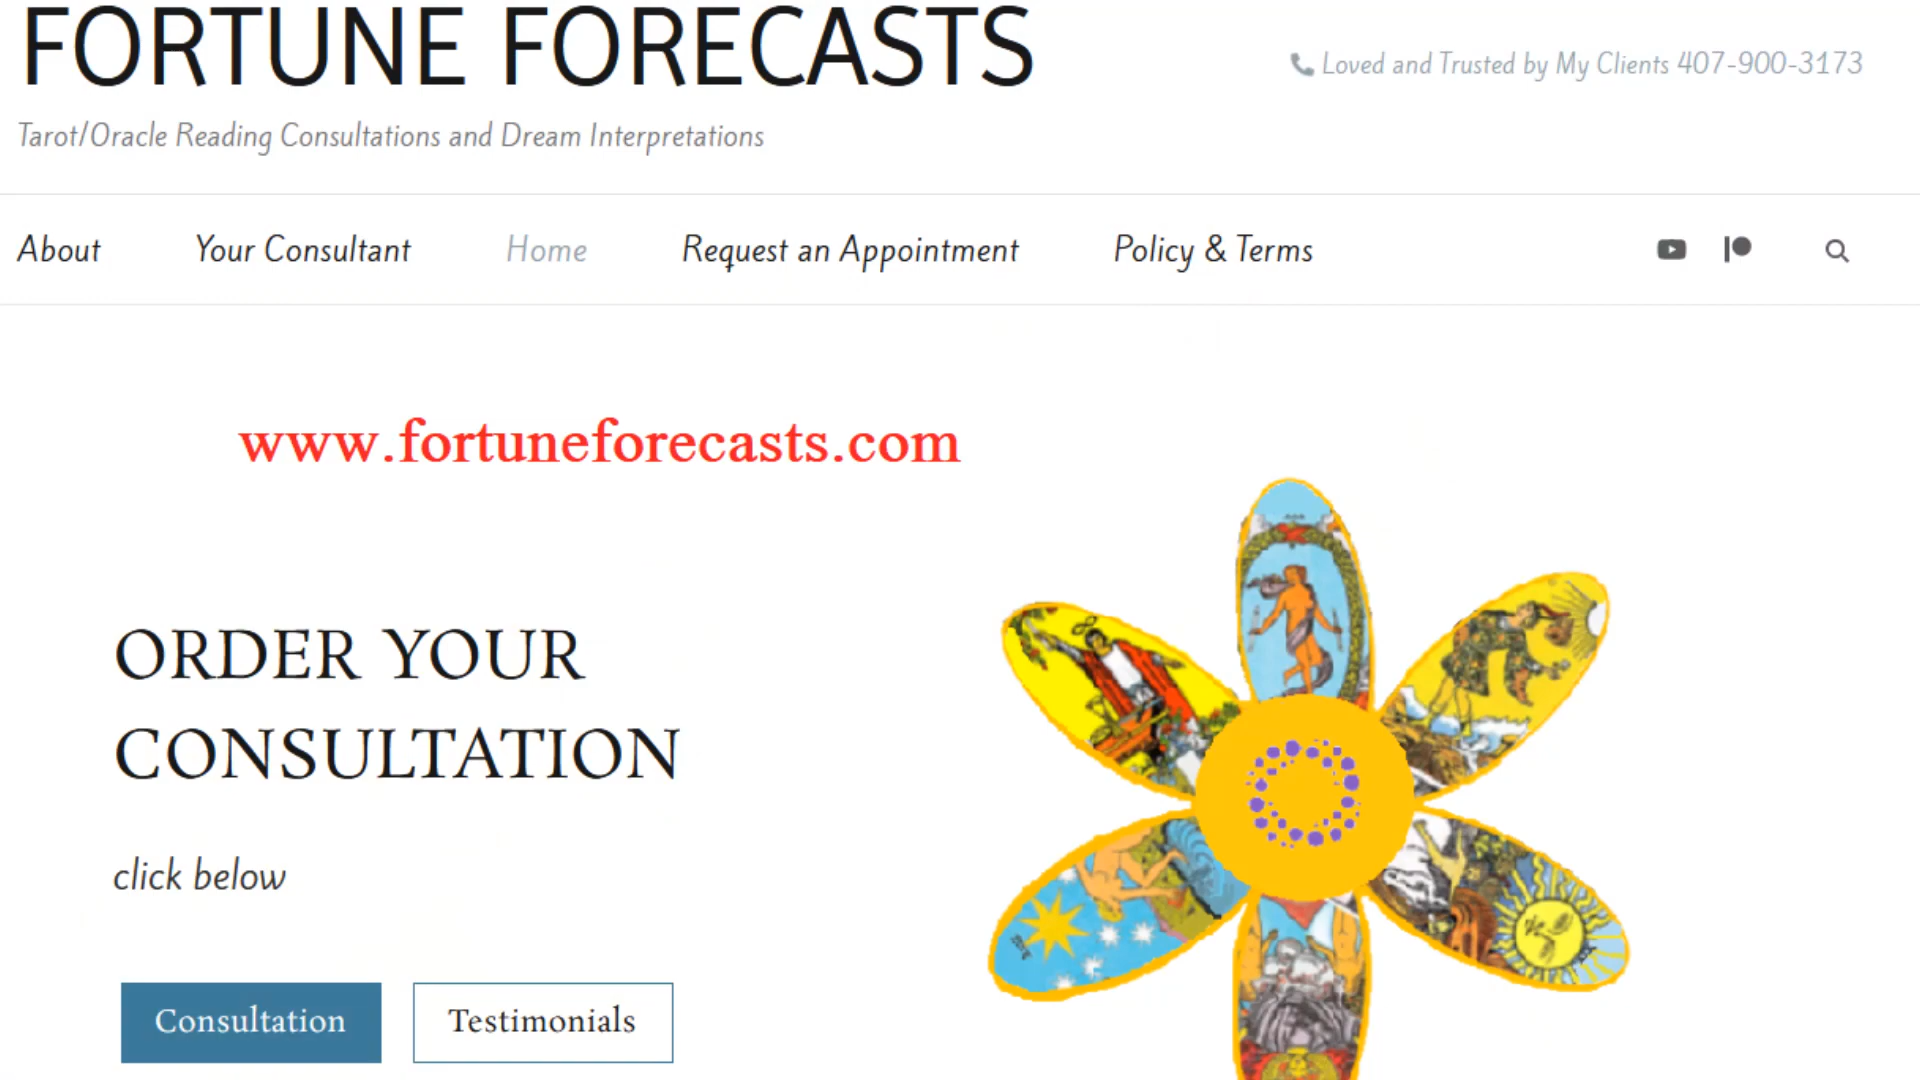 FORTUNE FORECASTS
Loved and Trusted by My Clients 407-900-3173
Tarot/Oracle Reading Consultations and Dream Interpretations
About Your Consultant Home Request an Appointment Policy & Terms
www.fortuneforecasts.com
ORDER YOUR
CONSULTATION
click below
Consultation Testimonials